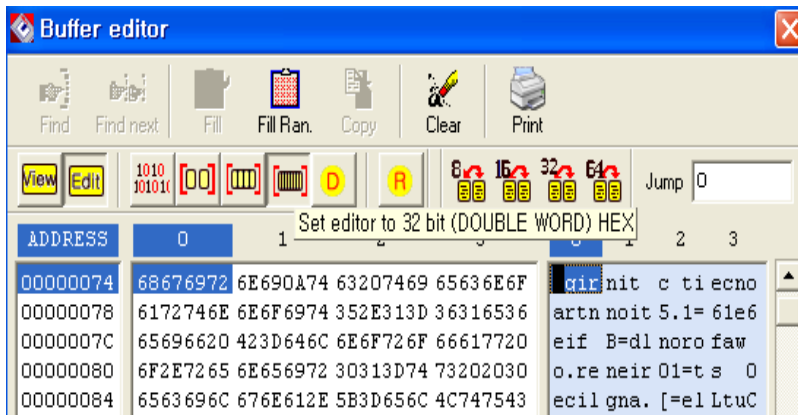 Buffer editor
Find Find next Fill Fill Ran. Copy Clear Print
View Edit 1010 10101( D R 8 16 32 64 Jump 0
Set editor to 32 bit (DOUBLE WORD) HEX
ADDRESS 0 1 2 3 0 1 2 3
00000074 68676972 6E690A74 63207469 65636E6F gir nit c ti ecno
00000078 6172746E 6E6F6974 352E313D 36316536 artn noit 5.1= 61e6
0000007C 65696620 423D646C 6E6F726F 66617720 eif B=dl noro faw
00000080 6F2E7265 6E656972 30313D74 73202030 o.re neir 01=t s 0
00000084 6563696C 676E612E 5B3D656C 4C747543 ecil gna. [=el LtuC